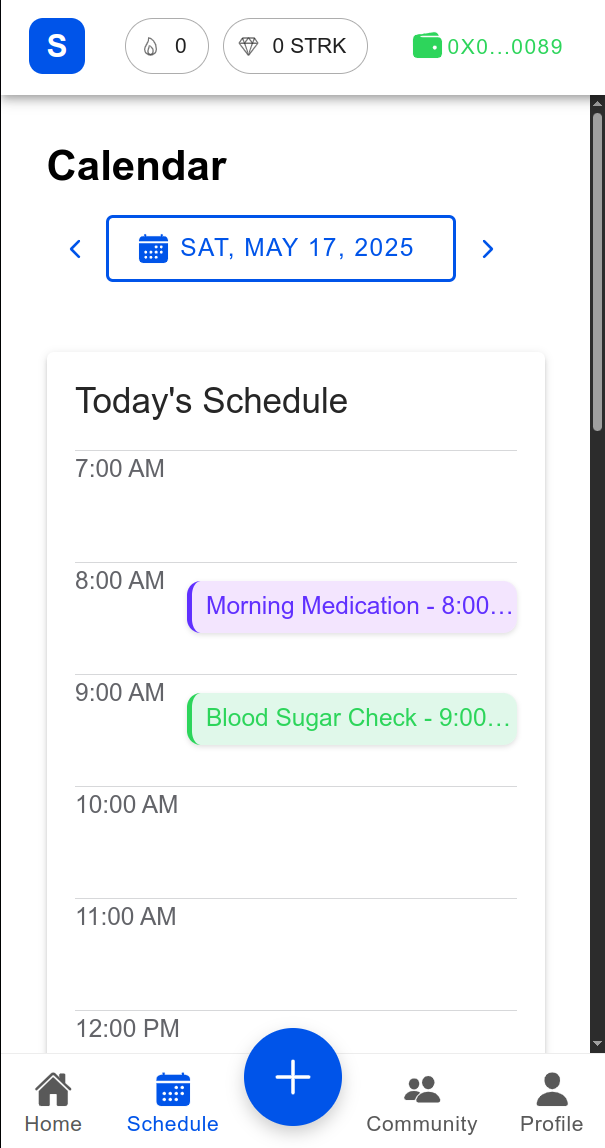 S
0
0 STRK
0X0...0089
Calendar
SAT, MAY 17, 2025
Today's Schedule
7:00 AM
8:00 AM
Morning Medication - 8:00...
9:00 AM
Blood Sugar Check - 9:00...
10:00 AM
11:00 AM
12:00 PM
Home
Schedule
Community
Profile